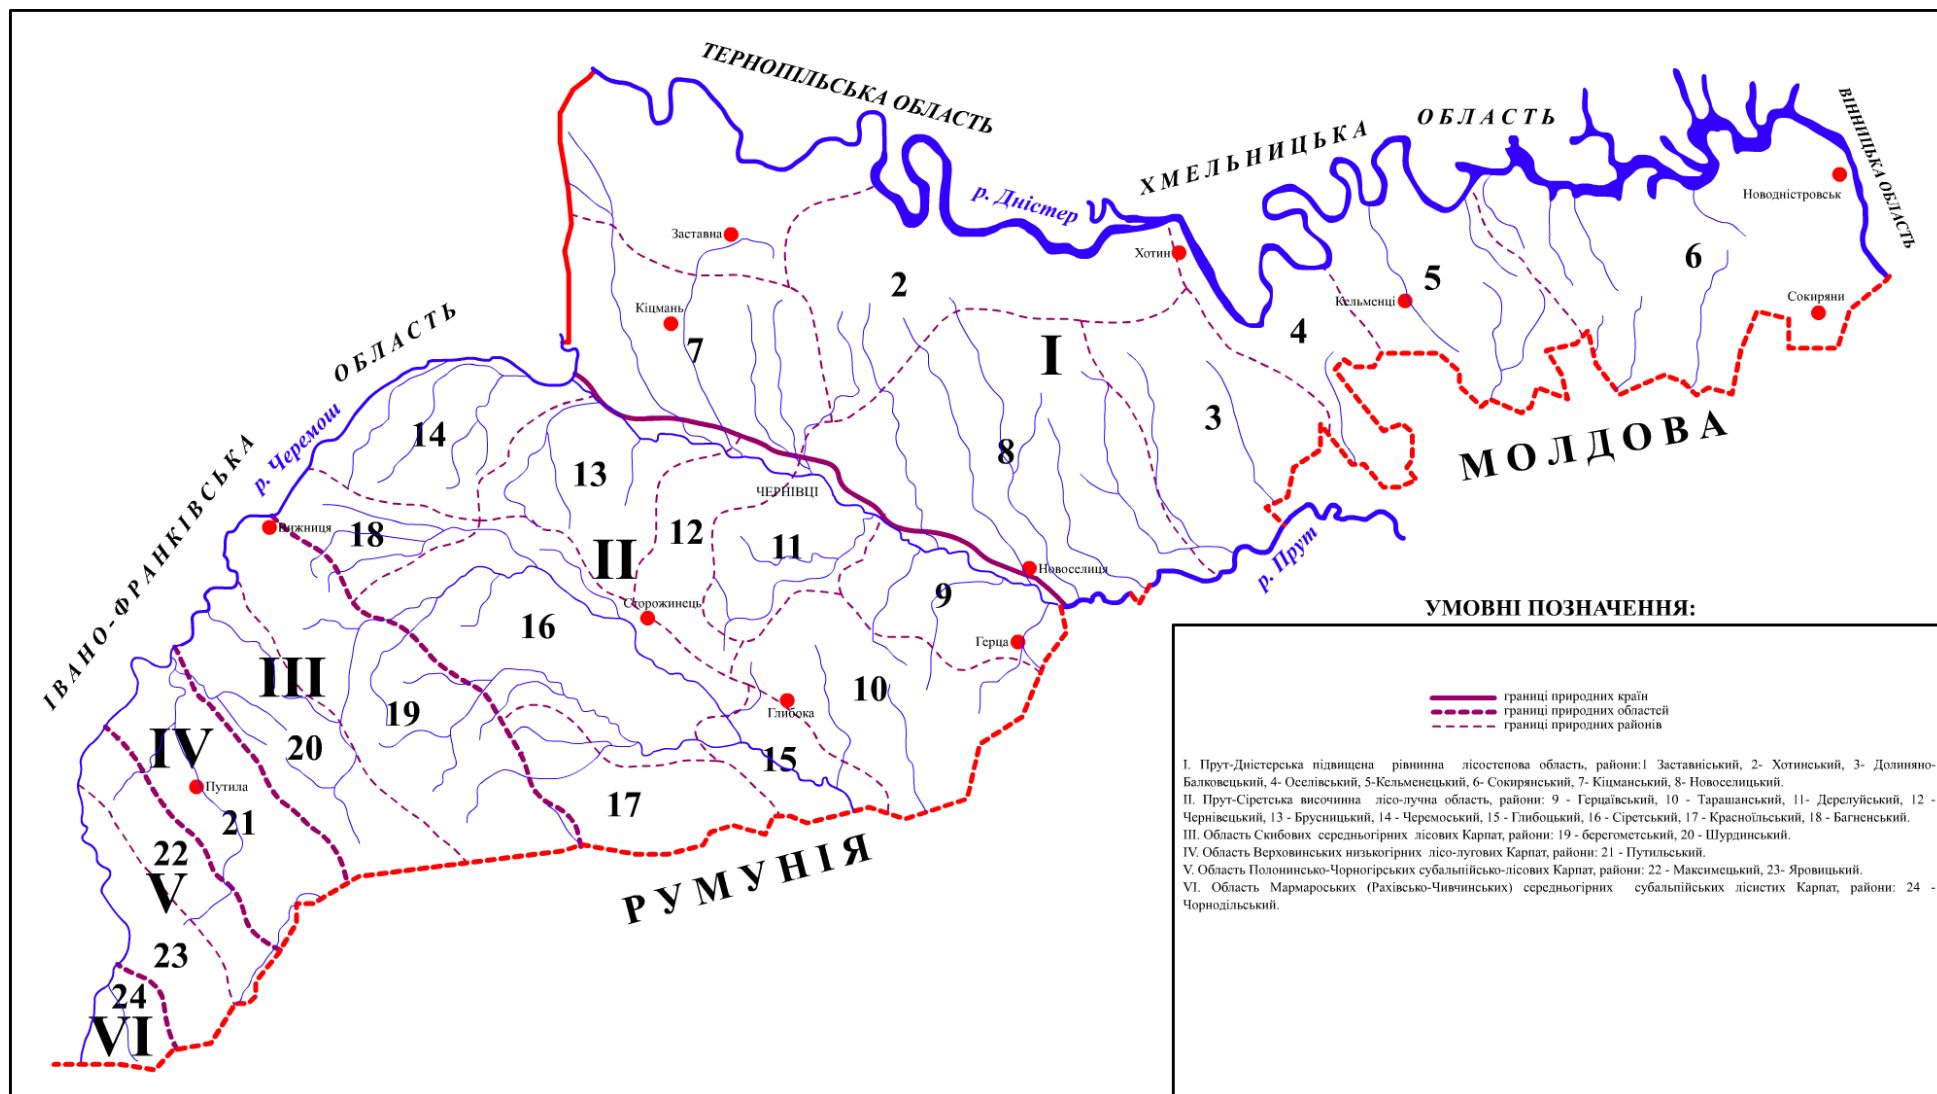 ТЕРНОПІЛЬСЬКА ОБЛАСТЬ
ХМЕЛЬНИЦЬКА ОБЛАСТЬ
ВІННИЦЬКА ОБЛАСТЬ
р. Дністер
Новодністровськ
Заставна
Хотин
2
5
6
Кельменці
Сокиряни
Кіцмань
7
4
I
ІВАНО-ФРАНКІВСЬКА ОБЛАСТЬ
р. Черемош
14
13
8
3
МОЛДОВА
ЧЕРНІВЦІ
Вижниця
18
12
11
II
р. Прут
Новоселиця
9
Сторожинець
16
Герца
III
10
19
Глибока
IV
20
15
Путила
21
17
22
V
РУМУНІЯ
23
24
VI
УМОВНІ ПОЗНАЧЕННЯ:
границі природних країн
границі природних областей
границі природних районів
I. Прут-Дністерська підвищена рівнинна лісостепова область, райони:1 Заставніський, 2- Хотинський, 3- Долиняно-
Балковецький, 4- Оселівський, 5-Кельменецький, 6- Сокирянський, 7- Кіцманський, 8- Новоселицький.
II. Прут-Сіретська височинна лісо-лучна область, райони: 9 - Герцаївський, 10 - Тарашанський, 11- Дерелуйський, 12 -
Чернівецький, 13 - Брусницький, 14 - Черемоський, 15 - Глибоцький, 16 - Сіретський, 17 - Красноїльський, 18 - Багненський.
III. Область Скибових середньогірних лісових Карпат, райони: 19 - берегометський, 20 - Шурдинський.
IV. Область Верховинських низькогірних лісо-лугових Карпат, райони: 21 - Путильський.
V. Область Полонинсько-Чорногірських субальпійсько-лісових Карпат, райони: 22 - Максимецький, 23- Яровицький.
VI. Область Мармароських (Рахівсько-Чивчинських) середньогірних субальпійських лісистих Карпат, райони: 24 -
Чорнодільський.